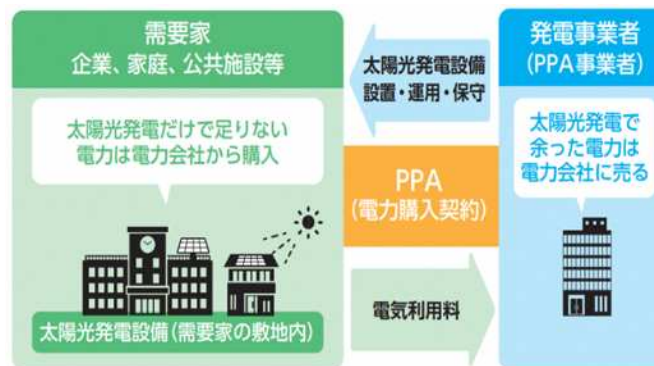 需要家
企業、家庭、公共施設等
太陽光発電だけで足りない
電力は電力会社から購入
太陽光発電設備(需要家の敷地内)
太陽光発電設備
設置・運用・保守
PPA
(電力購入契約)
電気利用料
発電事業者
(PPA事業者)
太陽光発電で
余った電力は
電力会社に売る